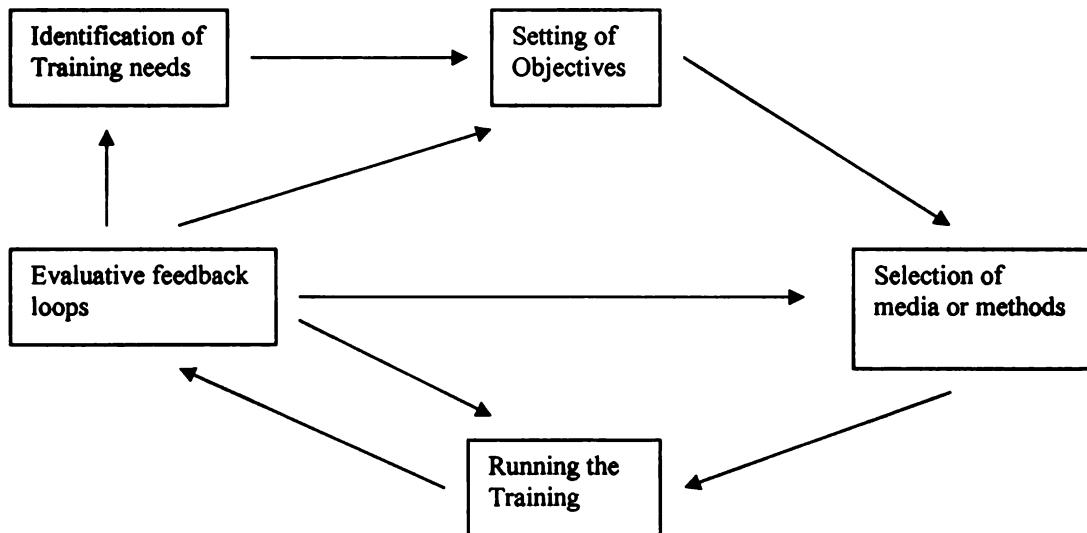 Identification of
Training needs
Setting of
Objectives
Evaluative feedback
loops
Selection of
media or methods
Running the
Training